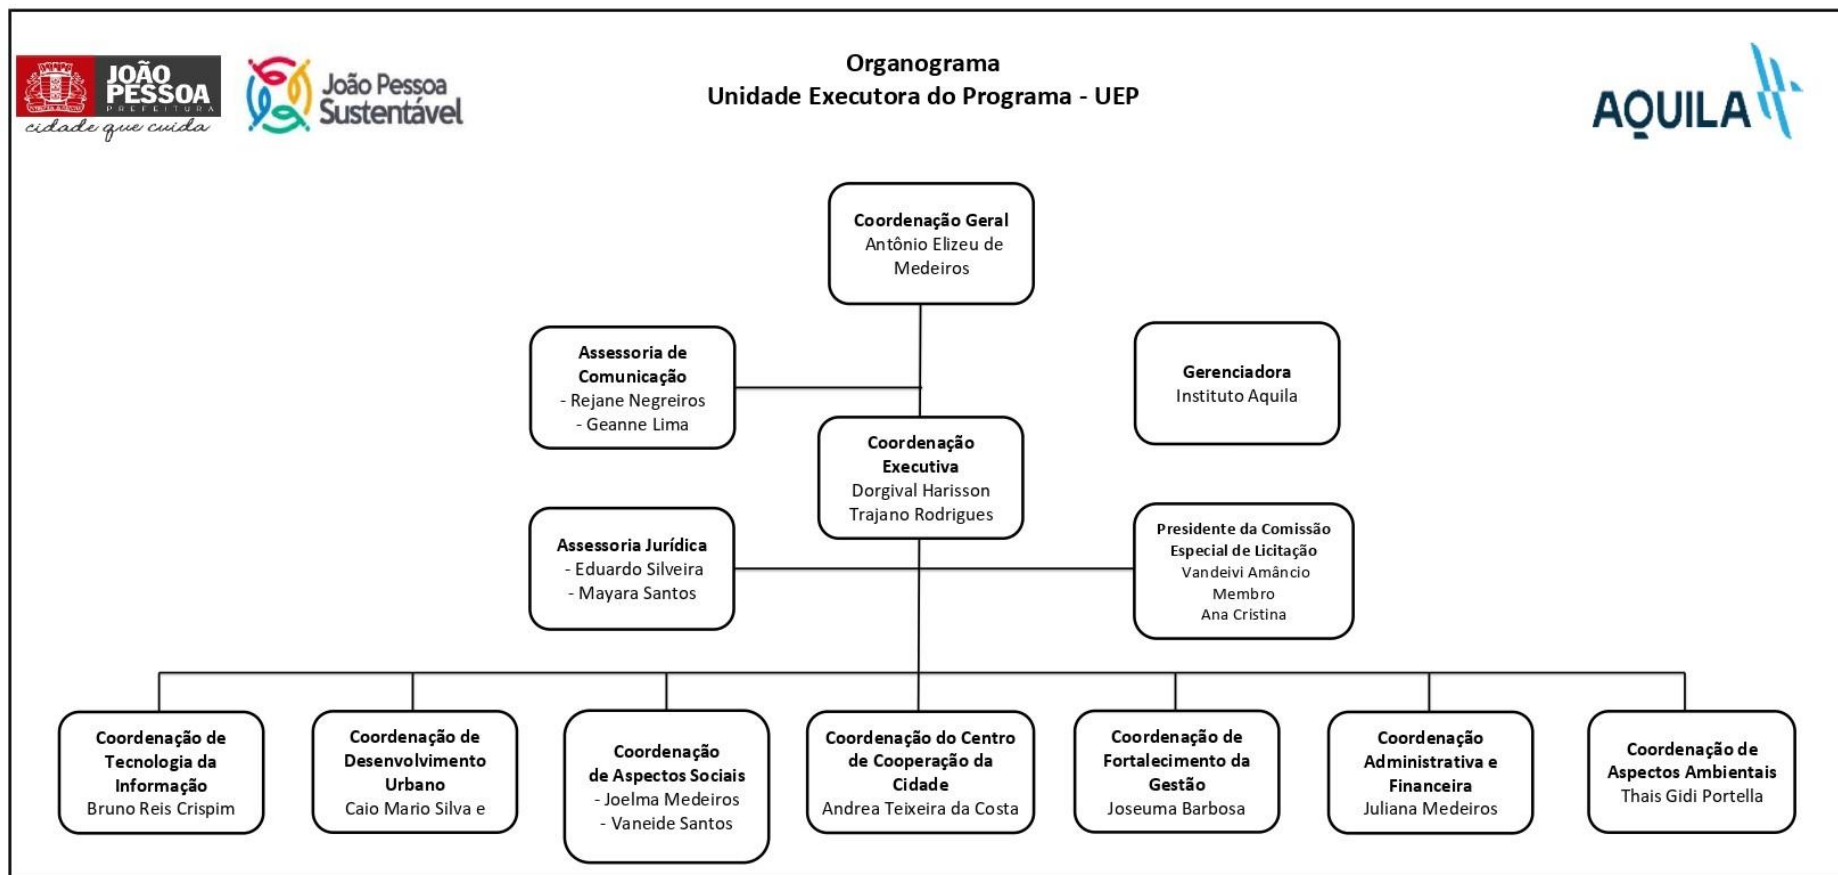 JOÃO
PESSOA
PREFEITURA
cidade que cuida
João Pessoa
Sustentável
Organograma
Unidade Executora do Programa - UEP
AQUILA
Coordenação Geral
Antônio Elizeu de
Medeiros
Assessoria de
Comunicação
- Rejane Negreiros
- Geanne Lima
Gerenciadora
Instituto Aquila
Coordenação
Executiva
Dorgival Harisson
Trajano Rodrigues
Assessoria Jurídica
- Eduardo Silveira
- Mayara Santos
Presidente da Comissão
Especial de Licitação
Vandeivi Amâncio
Membro
Ana Cristina
Coordenação de
Tecnologia da
Informação
Bruno Reis Crispim
Coordenação de
Desenvolvimento
Urbano
Caio Mario Silva e
Coordenação
de Aspectos Sociais
- Joelma Medeiros
- Vaneide Santos
Coordenação do Centro
de Cooperação da
Cidade
Andrea Teixeira da Costa
Coordenação de
Fortalecimento da
Gestão
Joseuma Barbosa
Coordenação
Administrativa e
Financeira
Juliana Medeiros
Coordenação de
Aspectos Ambientais
Thais Gidi Portella